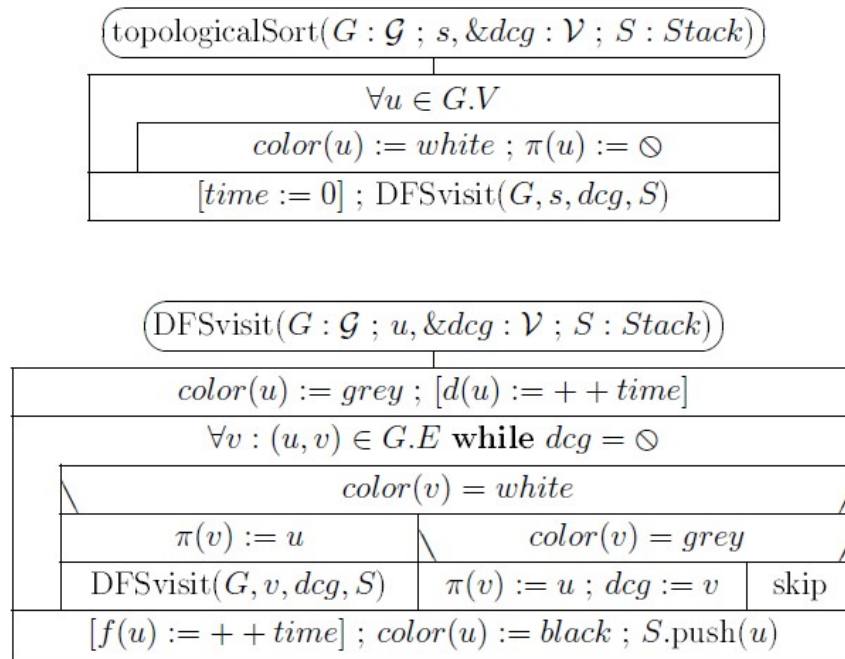 topologicalSort(G : 𝒢 ; s, &dcg : 𝒱 ; S : Stack)
∀u ∈ G.V
color(u) := white ; π(u) := ⦸
[time := 0] ; DFSvisit(G, s, dcg, S)
DFSvisit(G : 𝒢 ; u, &dcg : 𝒱 ; S : Stack)
color(u) := grey ; [d(u) := + + time]
∀v : (u, v) ∈ G.E while dcg = ⦸
color(v) = white
π(v) := u color(v) = grey
DFSvisit(G, v, dcg, S) π(v) := u ; dcg := v skip
[f(u) := + + time] ; color(u) := black ; S.push(u)